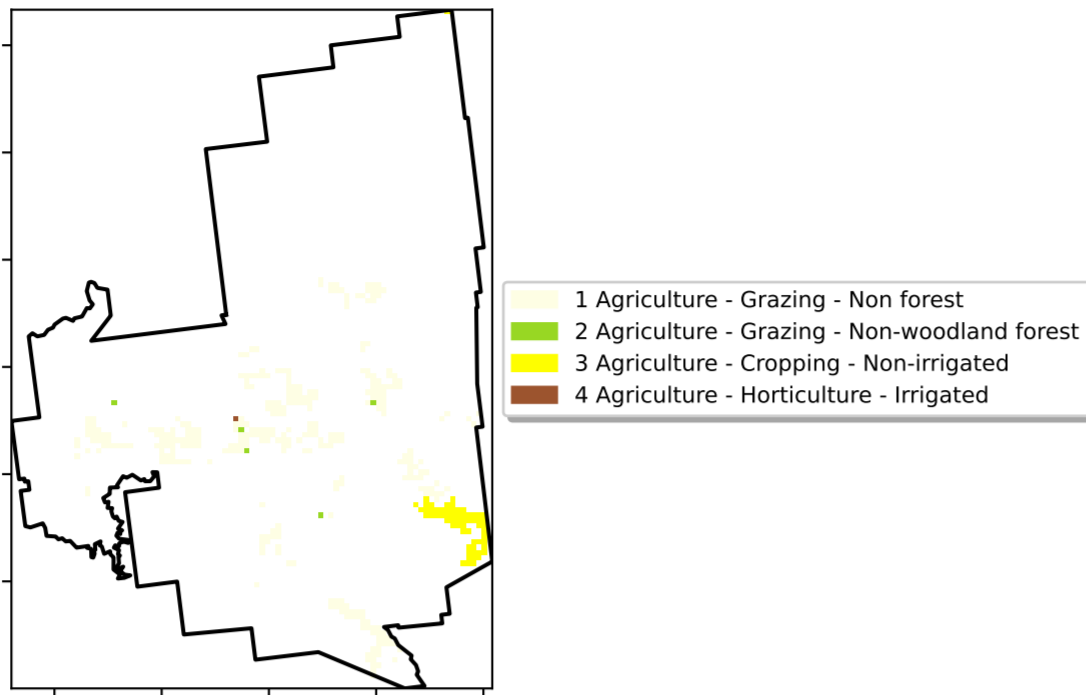 1 Agriculture - Grazing - Non forest
2 Agriculture - Grazing - Non-woodland forest
3 Agriculture - Cropping - Non-irrigated
4 Agriculture - Horticulture - Irrigated